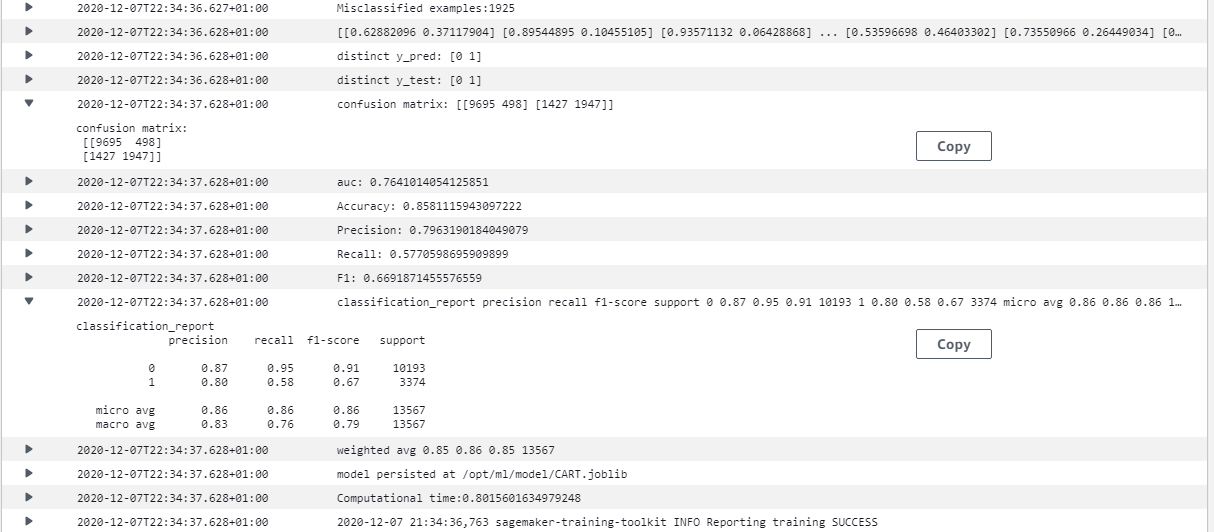 2020-12-07T22:34:36.627+01:00 Misclassified examples:1925
2020-12-07T22:34:36.628+01:00 [[0.62882096 0.37117904] [0.89544895 0.10455105] [0.93571132 0.06428868] ... [0.53596698 0.46403302] [0.73550966 0.26449034] [0…
2020-12-07T22:34:36.628+01:00 distinct y_pred: [0 1]
2020-12-07T22:34:36.628+01:00 distinct y_test: [0 1]
2020-12-07T22:34:37.628+01:00 confusion matrix: [[9695 498] [1427 1947]]
confusion matrix:
[[9695 498]
Copy
[1427 1947]]
2020-12-07T22:34:37.628+01:00 auc: 0.7641014054125851
2020-12-07T22:34:37.628+01:00 Accuracy: 0.8581115943097222
2020-12-07T22:34:37.628+01:00 Precision: 0.7963190184049079
2020-12-07T22:34:37.628+01:00 Recall: 0.5770598695909899
2020-12-07T22:34:37.628+01:00 F1: 0.6691871455576559
2020-12-07T22:34:37.628+01:00 classification_report precision recall f1-score support 0 0.87 0.95 0.91 10193 1 0.80 0.58 0.67 3374 micro avg 0.86 0.86 0.86 1…
classification_report
precision recall f1-score support
Copy
0 0.87 0.95 0.91 10193
1 0.80 0.58 0.67 3374
micro avg 0.86 0.86 0.86 13567
macro avg 0.83 0.76 0.79 13567
2020-12-07T22:34:37.628+01:00 weighted avg 0.85 0.86 0.85 13567
2020-12-07T22:34:37.628+01:00 model persisted at /opt/ml/model/CART.joblib
2020-12-07T22:34:37.628+01:00 Computational time:0.8015601634979248
2020-12-07T22:34:37.628+01:00 2020-12-07 21:34:36,763 sagemaker-training-toolkit INFO Reporting training SUCCESS